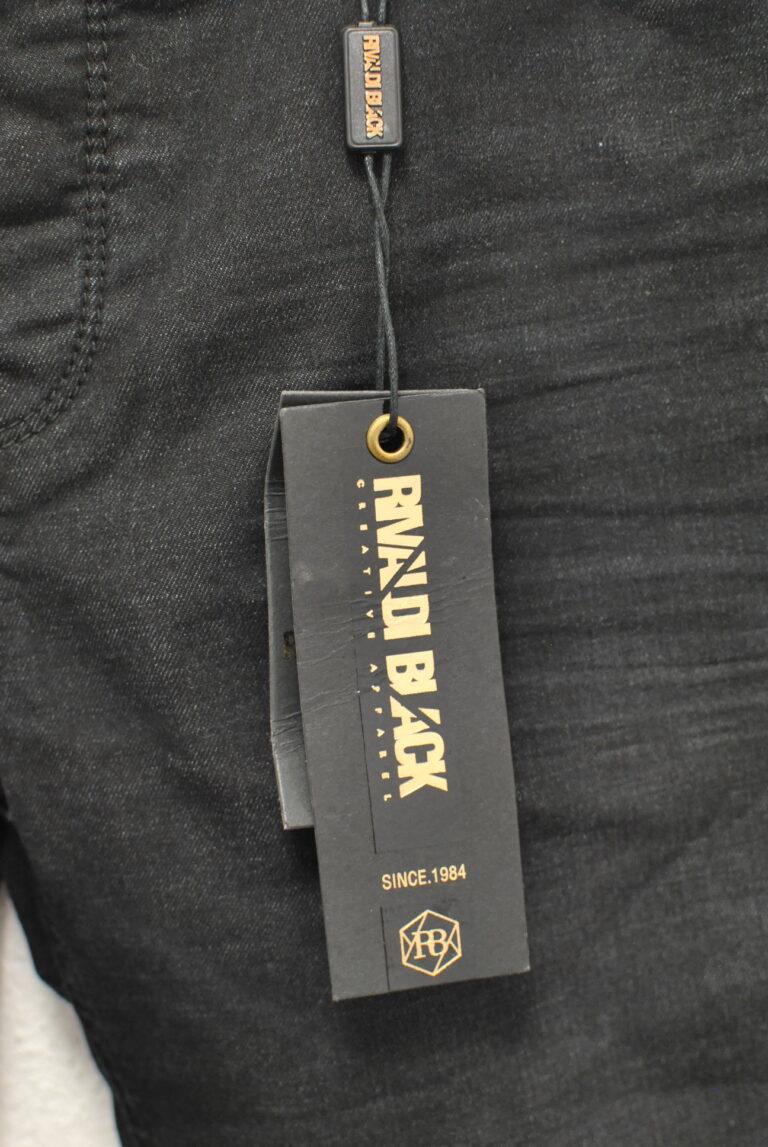 RIVALDI BLACK
RIVALDI BLACK
CREATIVE APPAREL
SINCE.1984
RB